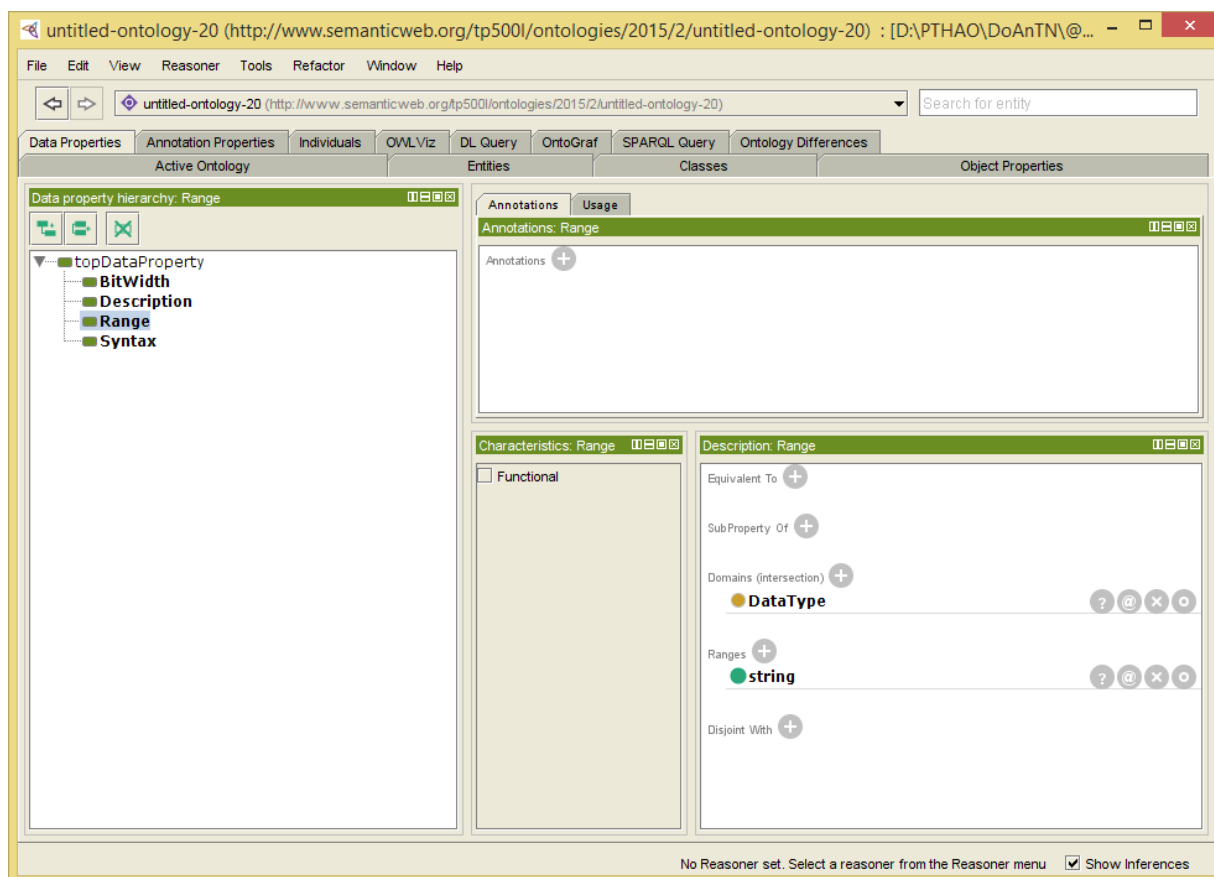 untitled-ontology-20 (http://www.semanticweb.org/tp500l/ontologies/2015/2/untitled-ontology-20) : [D:\PTHAO\DoAnTN\@...
File Edit View Reasoner Tools Refactor Window Help
untitled-ontology-20 (http://www.semanticweb.org/tp500l/ontologies/2015/2/untitled-ontology-20)
Search for entity
Data Properties Annotation Properties Individuals OWLViz DL Query OntoGraf SPARQL Query Ontology Differences
Active Ontology Entities Classes Object Properties
Data property hierarchy: Range
topDataProperty
BitWidth
Description
Range
Syntax
Annotations Usage
Annotations: Range
Annotations
Characteristics: Range
Functional
Description: Range
Equivalent To
SubProperty Of
Domains (intersection)
DataType
Ranges
string
Disjoint With
No Reasoner set. Select a reasoner from the Reasoner menu Show Inferences